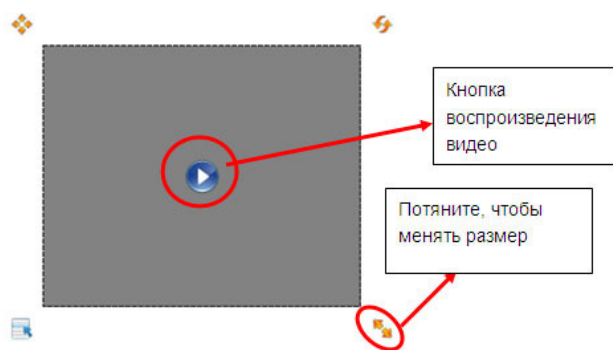 Кнопка
воспроизведения
видео
Потяните, чтобы
менять размер